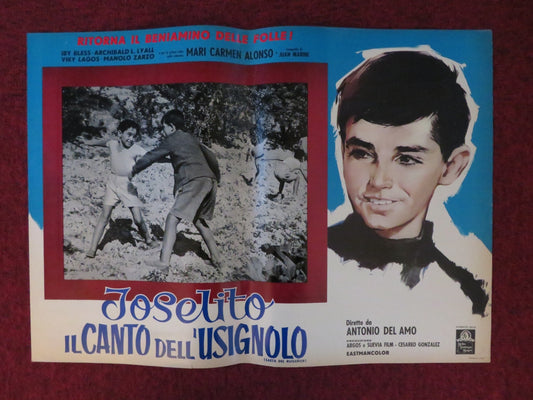 RITORNA IL BENIAMINO DELLE FOLLE!
IBY BLESS - ARCHIBALD L. LYALL
VIKY LAGOS - MANOLO ZARZO
MARI CARMEN ALONSO
JUAN MARINE
Joselito
IL CANTO DELL'USIGNOLO
Diretto da
ANTONIO DEL AMO
ARGOS e SUEVIA FILM - CESAREO GONZALEZ
EASTMANCOLOR